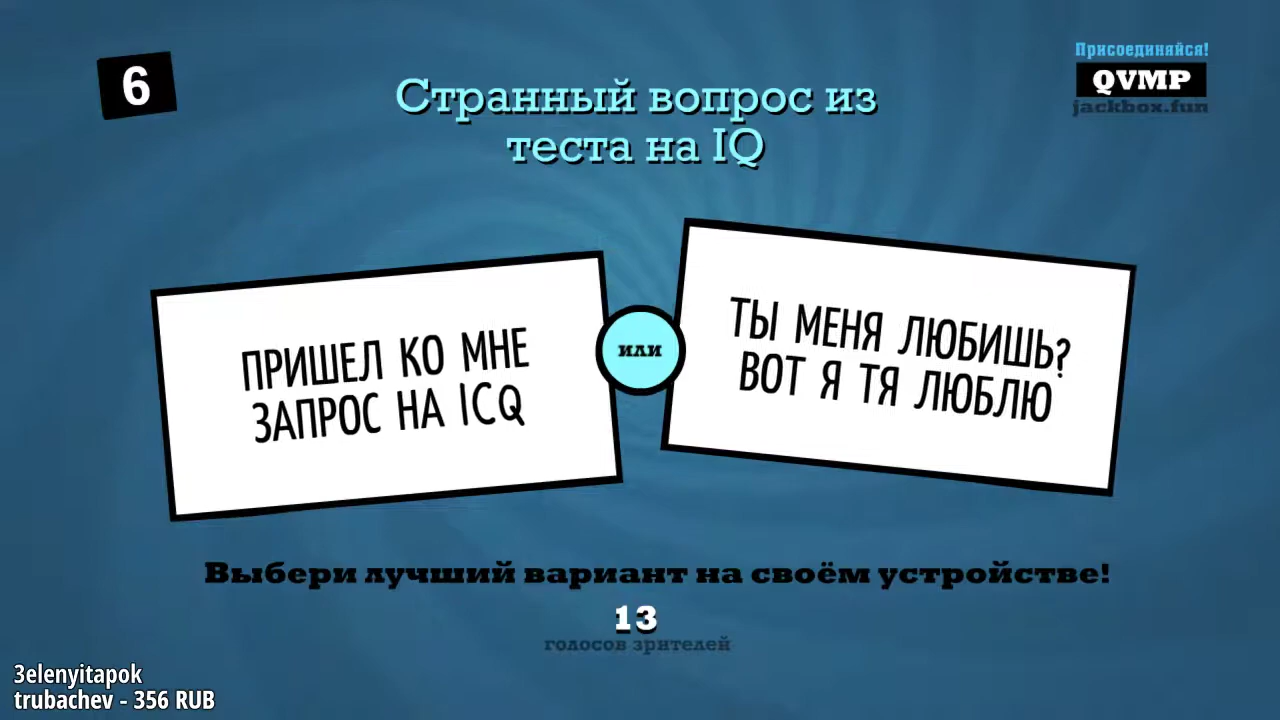 6
Странный вопрос из
теста на IQ
Присоединяйся!
QVMP
jackbox.fun
ПРИШЕЛ КО МНЕ
ЗАПРОС НА ICQ
или
ТЫ МЕНЯ ЛЮБИШЬ?
ВОТ Я ТЯ ЛЮБЛЮ
Выбери лучший вариант на своём устройстве!
13
голосов зрителей
3elenyitapok
trubachev - 356 RUB